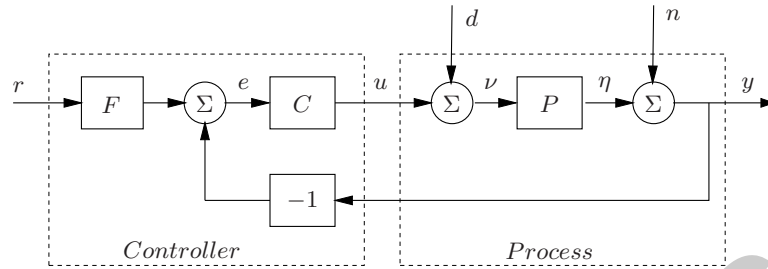 d n
r F Σ e C u Σ ν P η Σ y
−1
Controller Process